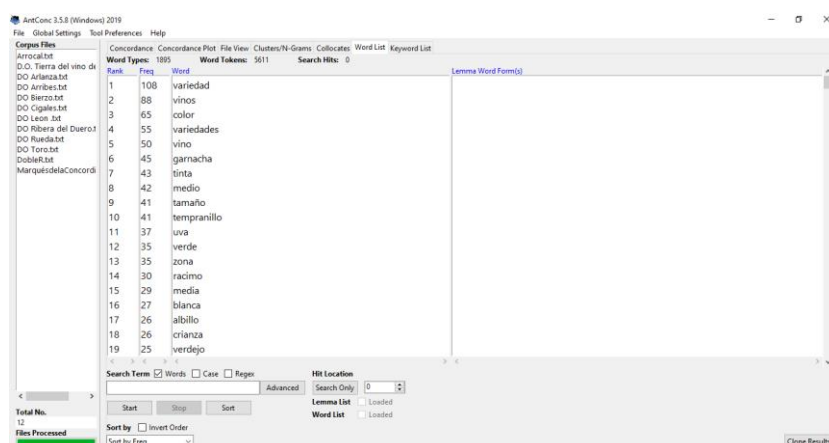 AntConc 3.5.8 (Windows) 2019
File Global Settings Tool Preferences Help
Corpus Files
Arrocal.txt
D.O. Tierra del vino de
DO Arlanza.txt
DO Arribes.txt
DO Bierzo.txt
DO Cigales.txt
DO Leon .txt
DO Ribera del Duero.t
DO Rueda.txt
DO Toro.txt
DobleR.txt
MarquésdelaConcordi
Total No.
12
Files Processed
Concordance Concordance Plot File View Clusters/N-Grams Collocates Word List Keyword List
Word Types: 1895 Word Tokens: 5611 Search Hits: 0
Rank Freq Word Lemma Word Form(s)
1 108 variedad
2 88 vinos
3 65 color
4 55 variedades
5 50 vino
6 45 garnacha
7 43 tinta
8 42 medio
9 41 tamaño
10 41 tempranillo
11 37 uva
12 35 verde
13 35 zona
14 30 racimo
15 29 media
16 27 blanca
17 26 albillo
18 26 crianza
19 25 verdejo
Search Term Words Case Regex Hit Location
Advanced Search Only 0
Start Stop Sort Lemma List Loaded
Word List Loaded
Sort by Invert Order
Sort by Freq
Clone Results